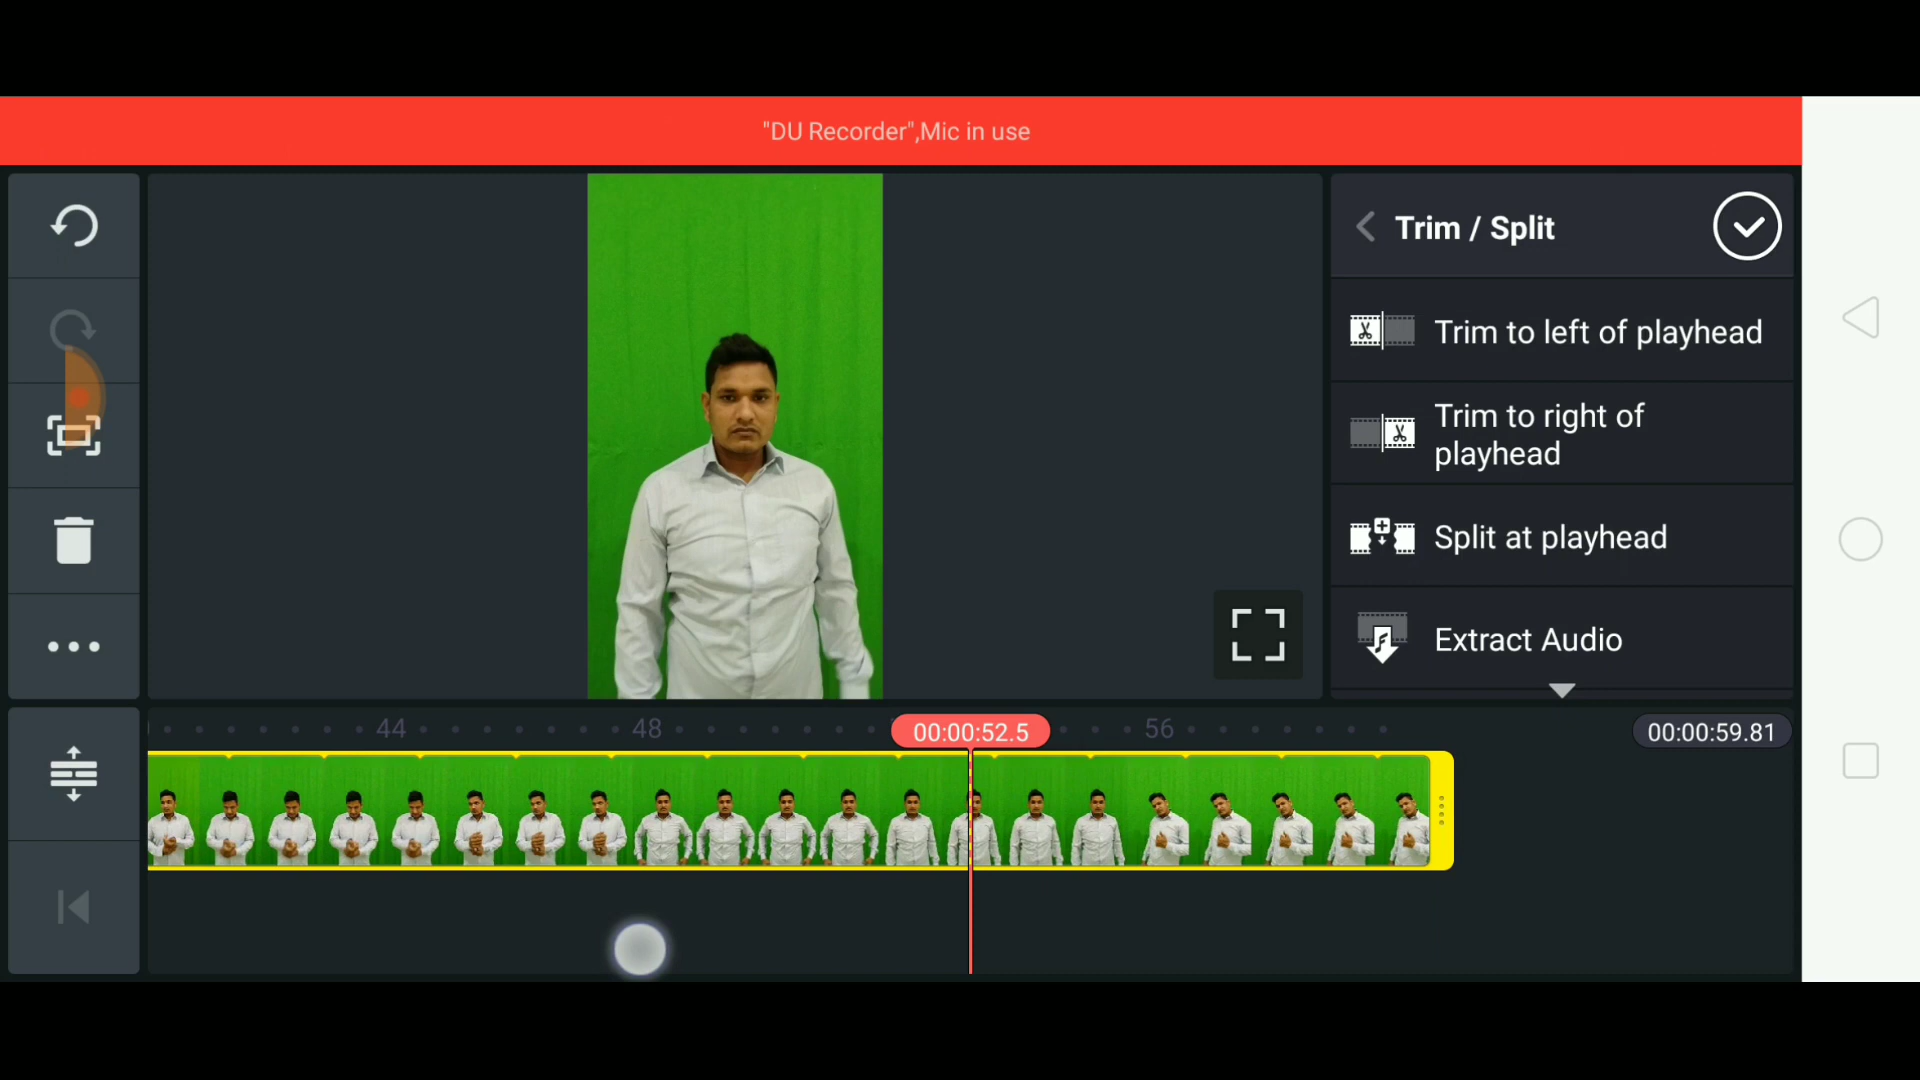 "DU Recorder",Mic in use
Trim / Split
Trim to left of playhead
Trim to right of
playhead
Split at playhead
Extract Audio
44
48
00:00:52.5
56
00:00:59.81